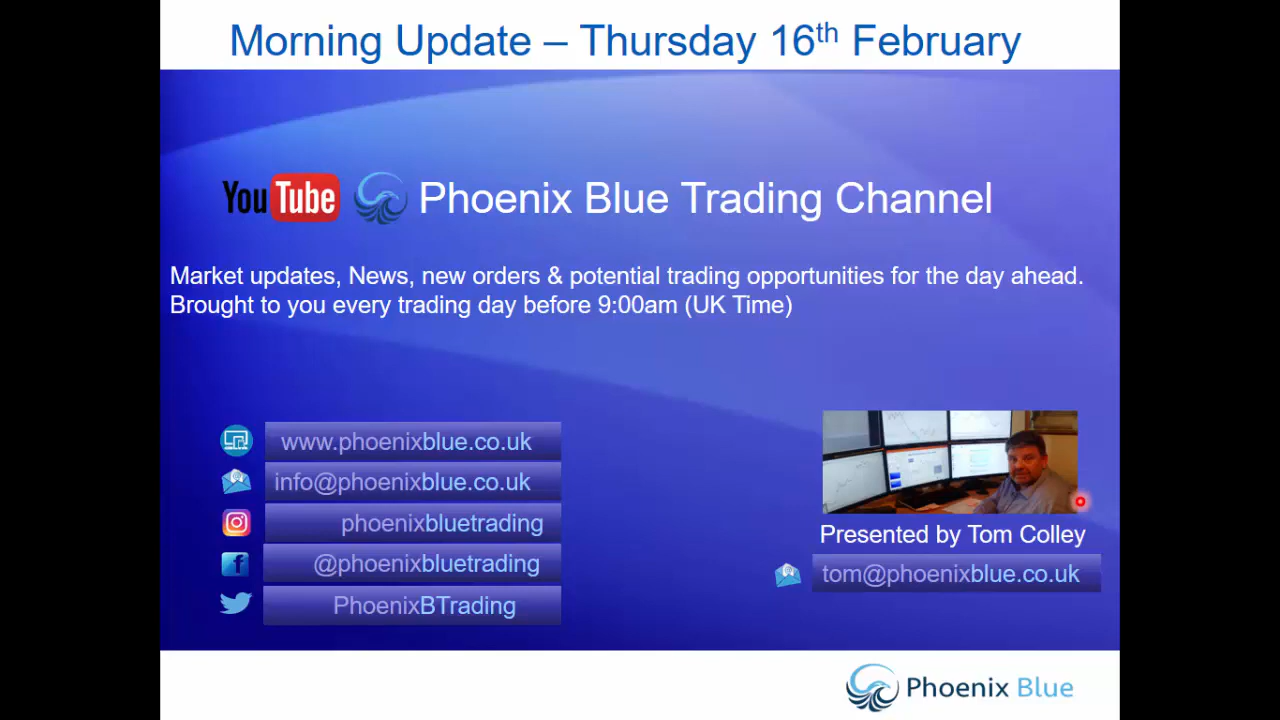 Morning Update – Thursday 16th February
YouTube Phoenix Blue Trading Channel
Market updates, News, new orders & potential trading opportunities for the day ahead.
Brought to you every trading day before 9:00am (UK Time)
www.phoenixblue.co.uk
info@phoenixblue.co.uk
phoenixbluetrading
@phoenixbluetrading
PhoenixBTrading
Presented by Tom Colley
tom@phoenixblue.co.uk
Phoenix Blue